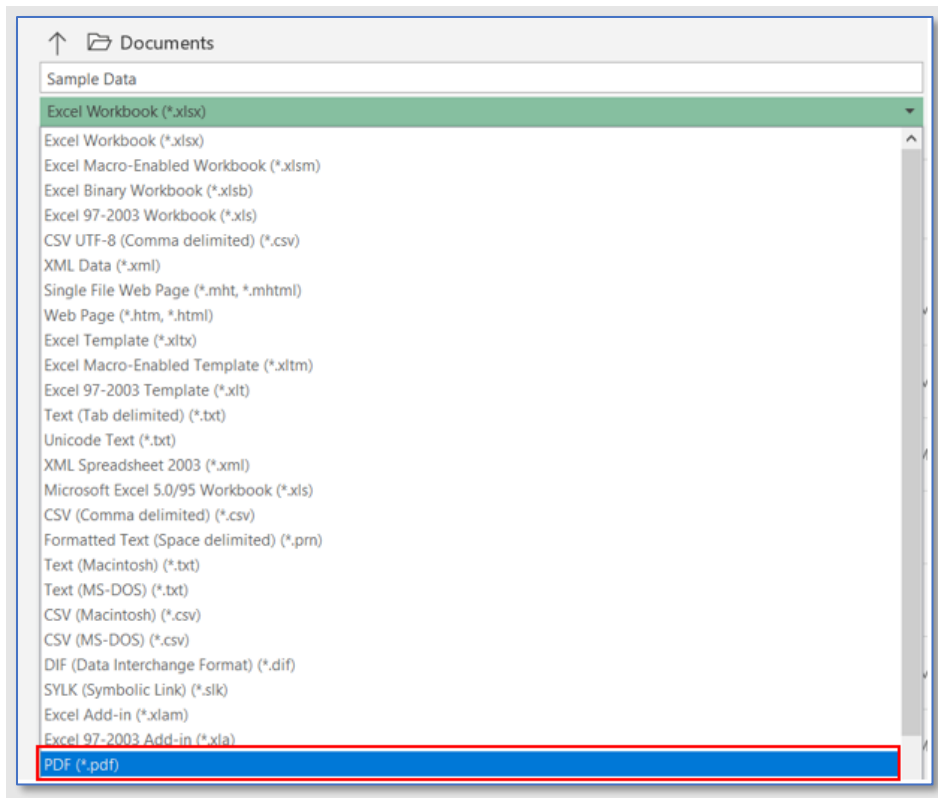 Documents
Sample Data
Excel Workbook (*.xlsx)
Excel Workbook (*.xlsx)
Excel Macro-Enabled Workbook (*.xlsm)
Excel Binary Workbook (*.xlsb)
Excel 97-2003 Workbook (*.xls)
CSV UTF-8 (Comma delimited) (*.csv)
XML Data (*.xml)
Single File Web Page (*.mht, *.mhtml)
Web Page (*.htm, *.html)
Excel Template (*.xltx)
Excel Macro-Enabled Template (*.xltm)
Excel 97-2003 Template (*.xlt)
Text (Tab delimited) (*.txt)
Unicode Text (*.txt)
XML Spreadsheet 2003 (*.xml)
Microsoft Excel 5.0/95 Workbook (*.xls)
CSV (Comma delimited) (*.csv)
Formatted Text (Space delimited) (*.prn)
Text (Macintosh) (*.txt)
Text (MS-DOS) (*.txt)
CSV (Macintosh) (*.csv)
CSV (MS-DOS) (*.csv)
DIF (Data Interchange Format) (*.dif)
SYLK (Symbolic Link) (*.slk)
Excel Add-in (*.xlam)
Excel 97-2003 Add-in (*.xla)
PDF (*.pdf)